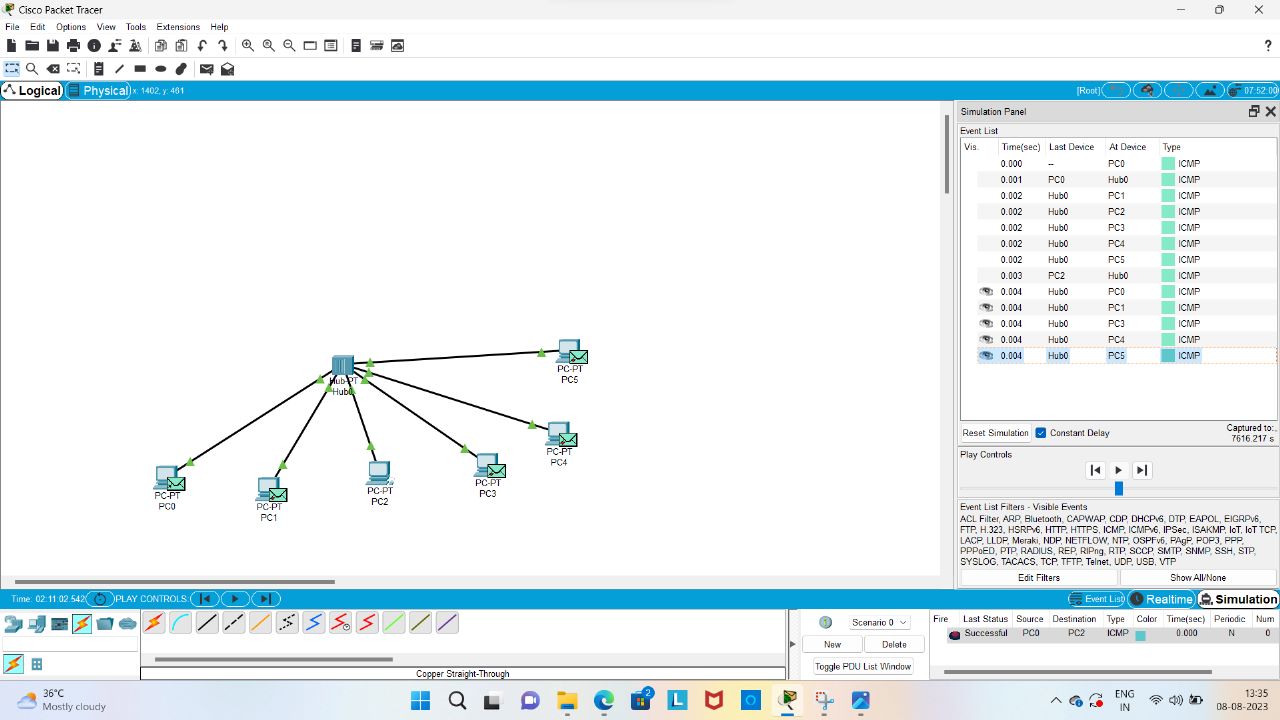 Cisco Packet Tracer
File Edit Options View Tools Extensions Help
Logical Physical x: 1402, y: 461 [Root] 07:52:00
Simulation Panel
Event List
Vis. Time(sec) Last Device At Device Type
0.000 -- PC0 ICMP
0.001 PC0 Hub0 ICMP
0.002 Hub0 PC1 ICMP
0.002 Hub0 PC2 ICMP
0.002 Hub0 PC3 ICMP
0.002 Hub0 PC4 ICMP
0.002 Hub0 PC5 ICMP
0.003 PC2 Hub0 ICMP
0.004 Hub0 PC0 ICMP
0.004 Hub0 PC1 ICMP
0.004 Hub0 PC3 ICMP
0.004 Hub0 PC4 ICMP
0.004 Hub0 PC5 ICMP
Reset Simulation Constant Delay Captured to:
7616.217 s
Play Controls
Event List Filters - Visible Events
ACL Filter, ARP, Bluetooth, CAPWAP, CDP, DHCPv6, DTP, EAPOL, EIGRPv6,
FTP, H.323, HSRPv6, HTTP, HTTPS, ICMP, ICMPv6, IPSec, ISAKMP, IoT, IoT TCP,
LACP, LLDP, Meraki, NDP, NETFLOW, NTP, OSPFv6, PAgP, POP3, PPP,
PPPoED, PTP, RADIUS, REP, RIPng, RTP, SCCP, SMTP, SNMP, SSH, STP,
SYSLOG, TACACS, TCP, TFTP, Telnet, UDP, USB, VTP
Edit Filters Show All/None
Hub-PT
Hub0
PC-PT
PC5
PC-PT
PC4
PC-PT
PC3
PC-PT
PC2
PC-PT
PC1
PC-PT
PC0
Time: 02:11:02.542 PLAY CONTROLS: Event List Realtime Simulation
Scenario 0
New Delete
Toggle PDU List Window
Fire Last Status Source Destination Type Color Time(sec) Periodic Num
Successful PC0 PC2 ICMP 0.000 N 0
Copper Straight-Through
36°C
Mostly cloudy
2
ENG
IN
13:35
08-08-2023